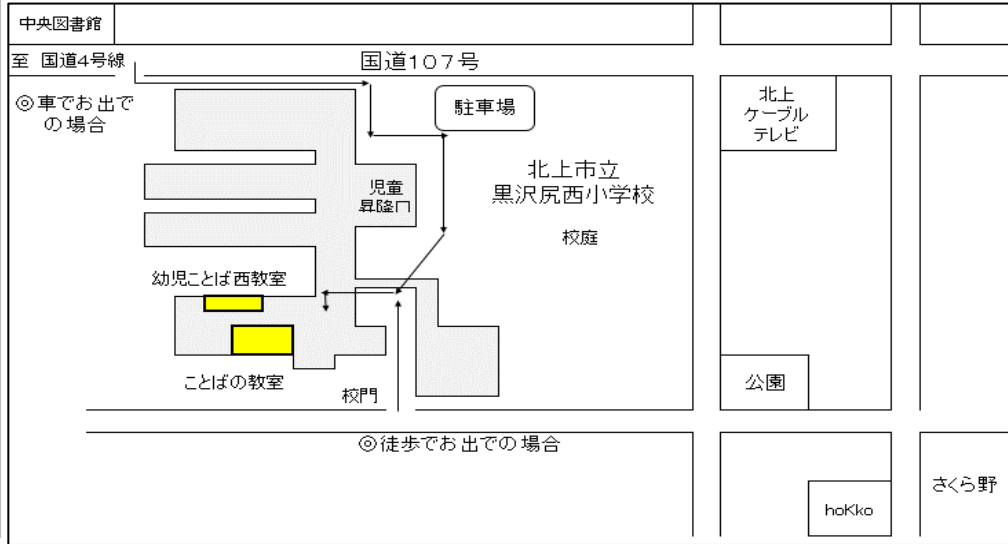 中央図書館
至 国道4号線
国道107号
◎車でお出で
の場合
駐車場
北上
ケーブル
テレビ
北上市立
黒沢尻西小学校
児童
昇降口
校庭
幼児ことば西教室
ことばの教室
校門
公園
◎徒歩でお出での場合
さくら野
hoKko